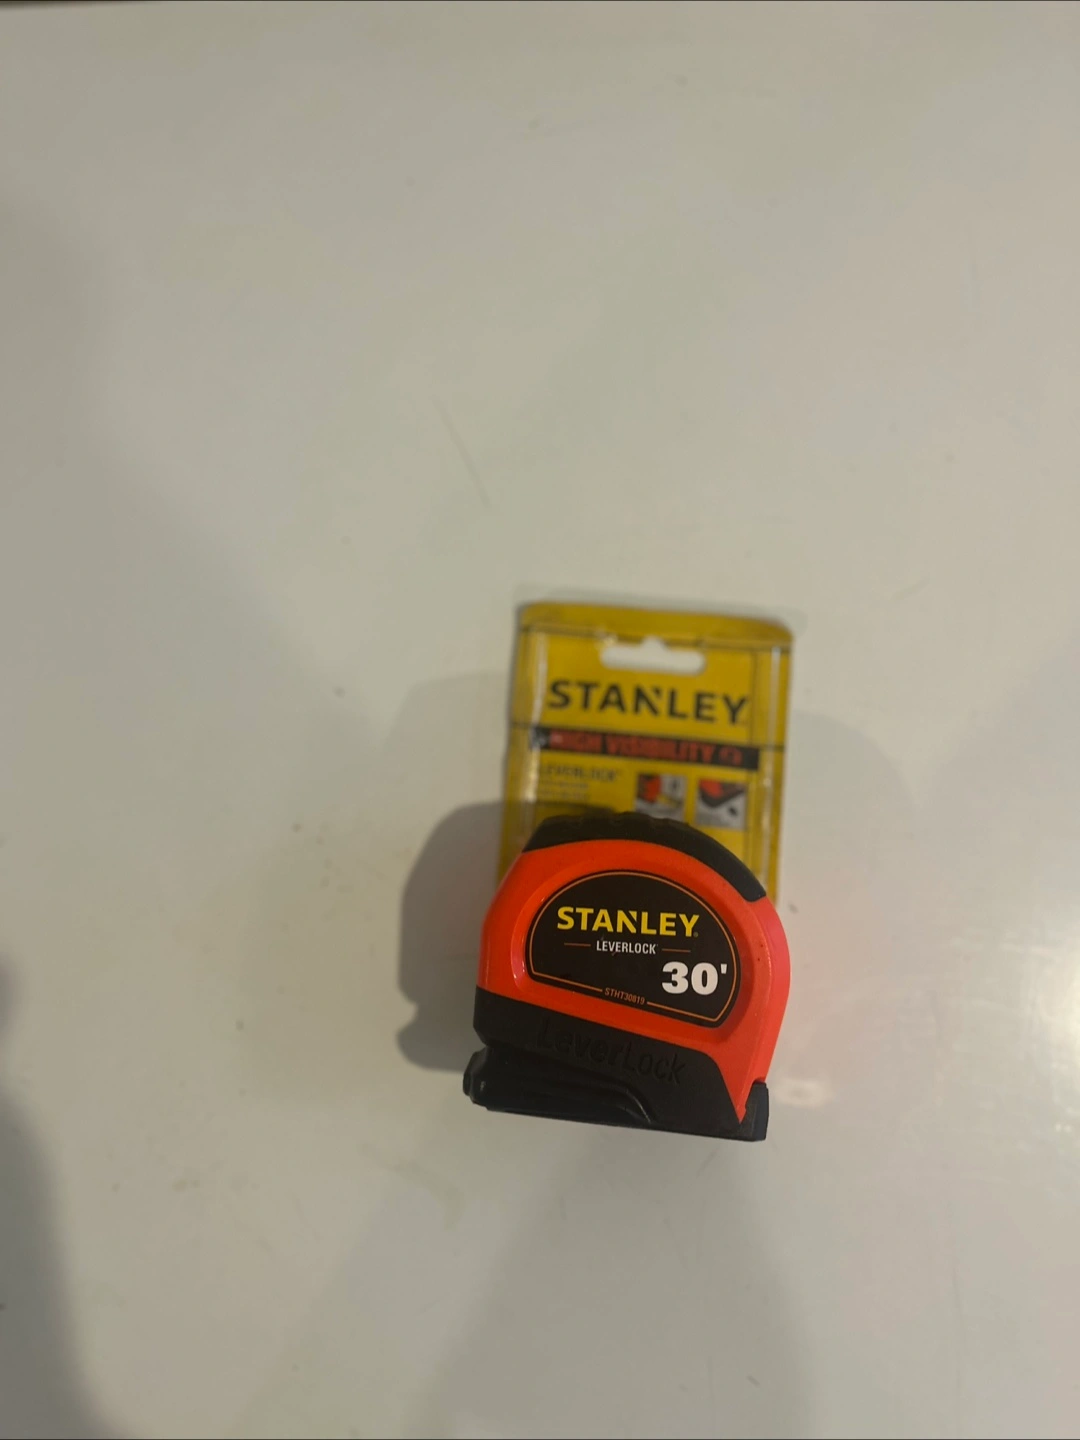 STANLEY
HIGH VISIBILITY
LEVERLOCK
STANLEY
LEVERLOCK
30'
STHT30819
LeverLock